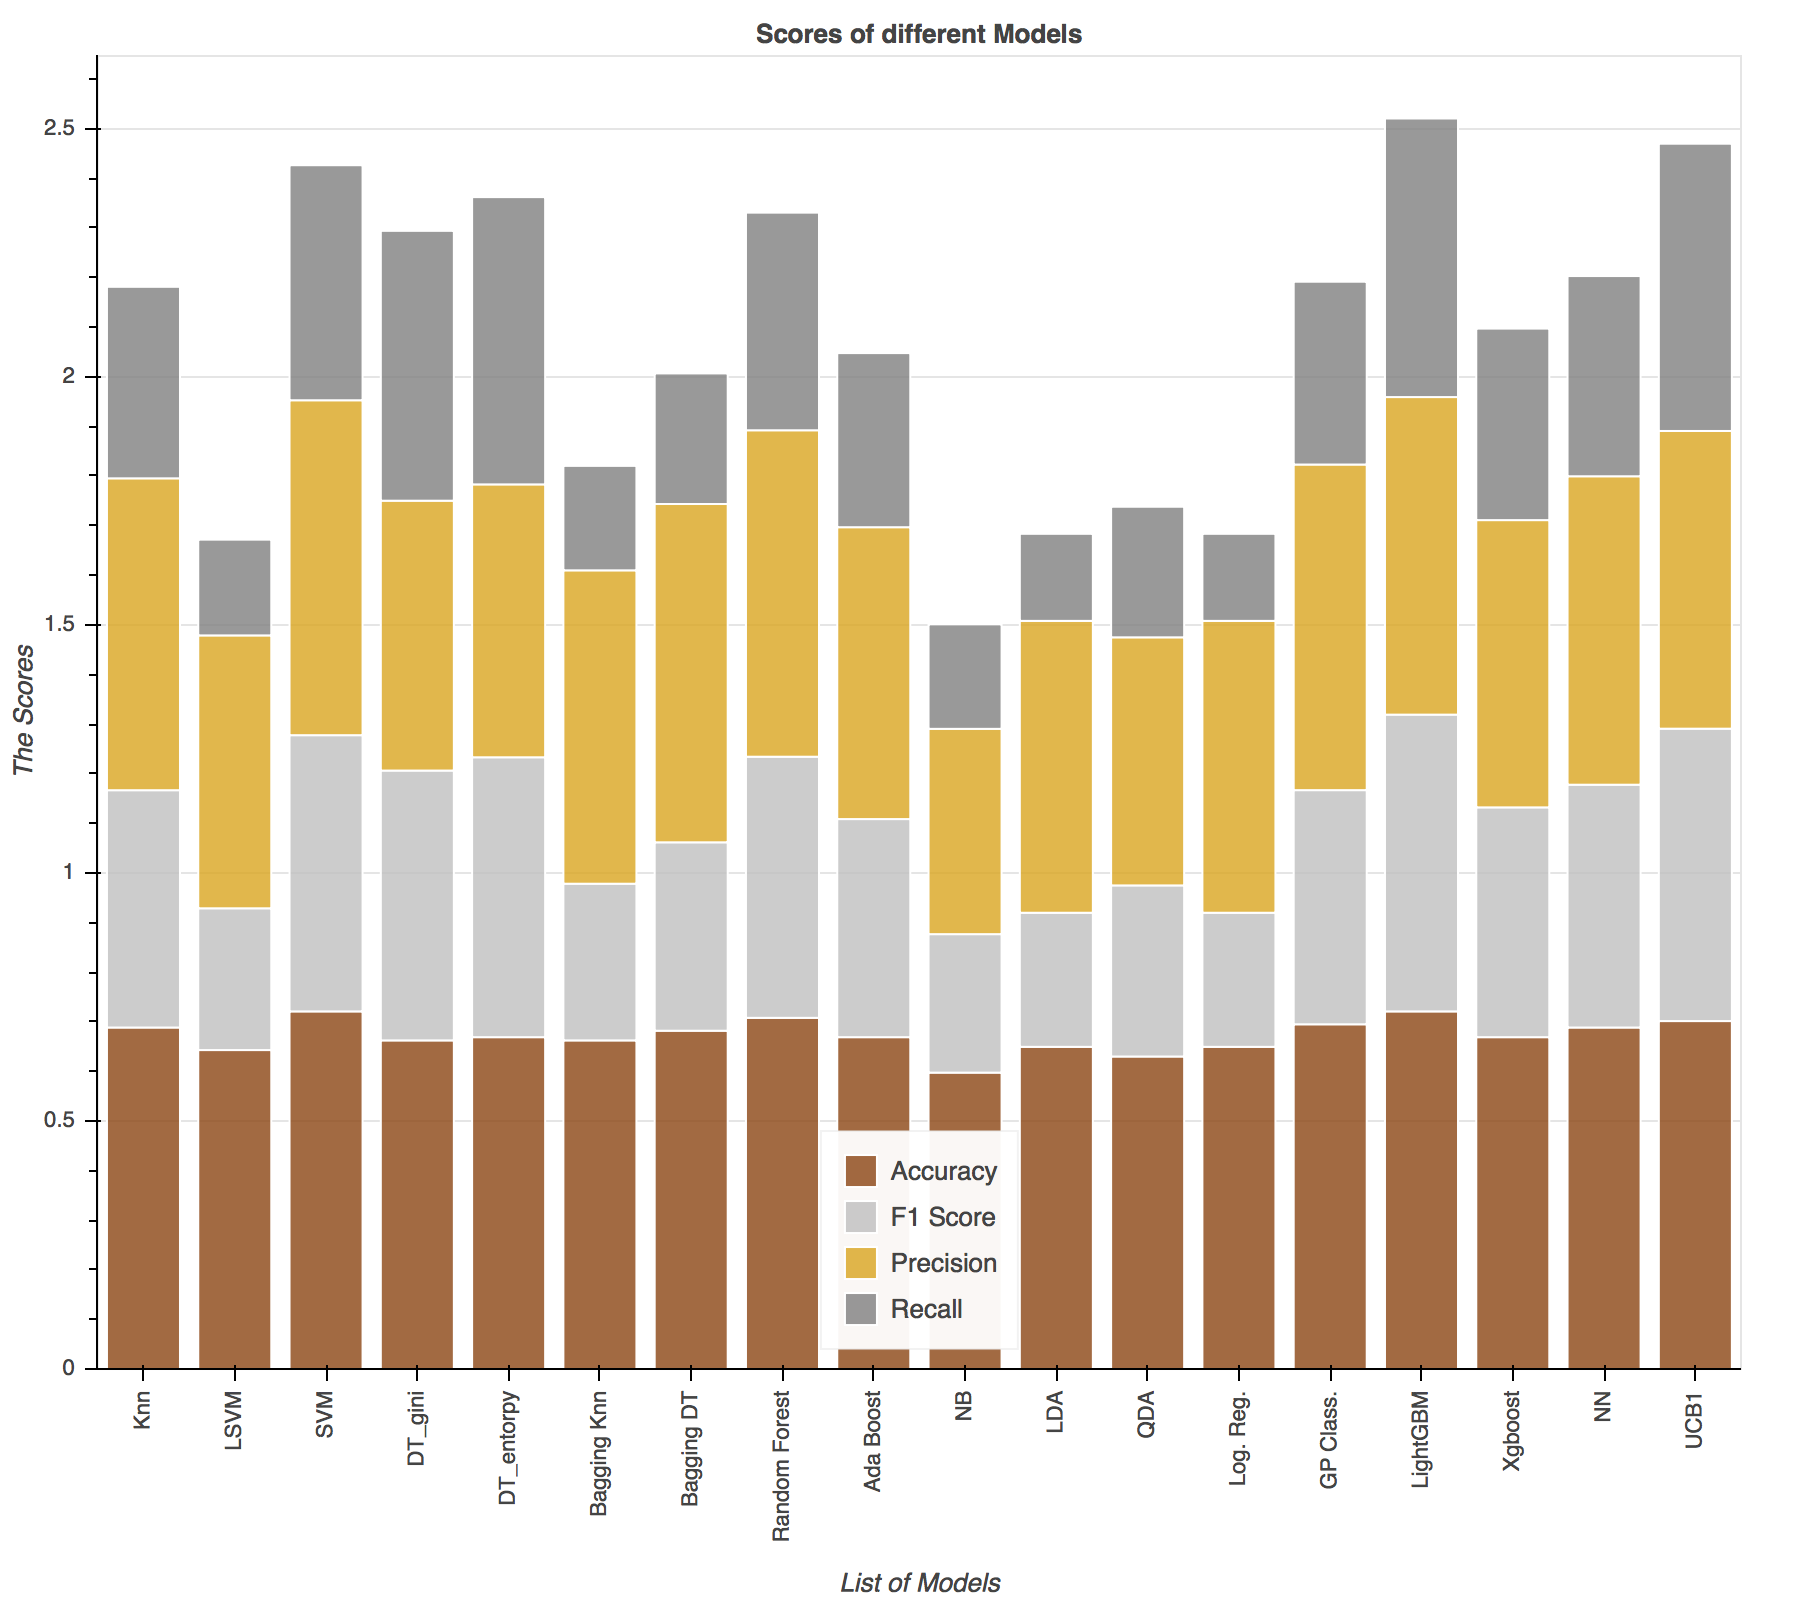 Scores of different Models
2.5
2
1.5
1
0.5
0
The Scores
Accuracy
F1 Score
Precision
Recall
Knn
LSVM
SVM
DT_gini
DT_entorpy
Bagging Knn
Bagging DT
Random Forest
Ada Boost
NB
LDA
QDA
Log. Reg.
GP Class.
LightGBM
Xgboost
NN
UCB1
List of Models